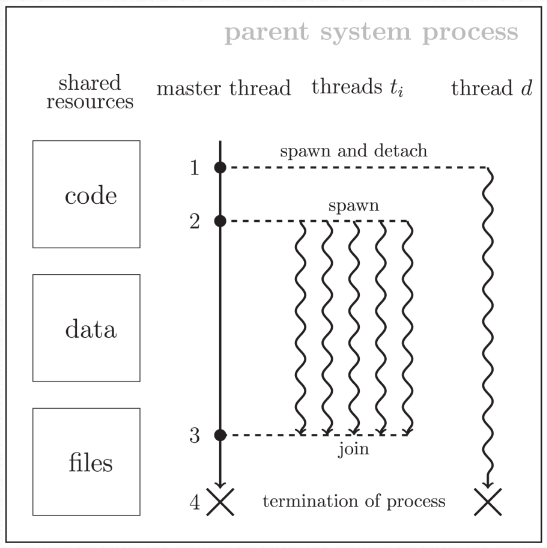 parent system process
shared
resources
master thread
threads t_i
thread d
1
spawn and detach
code
2
spawn
data
3
join
files
4
termination of process